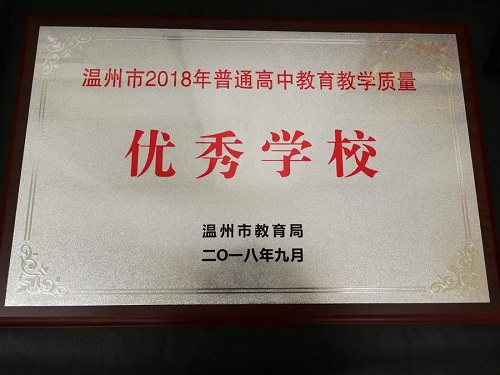 温州市2018年普通高中教育教学质量
优秀学校
温州市教育局
二〇一八年九月